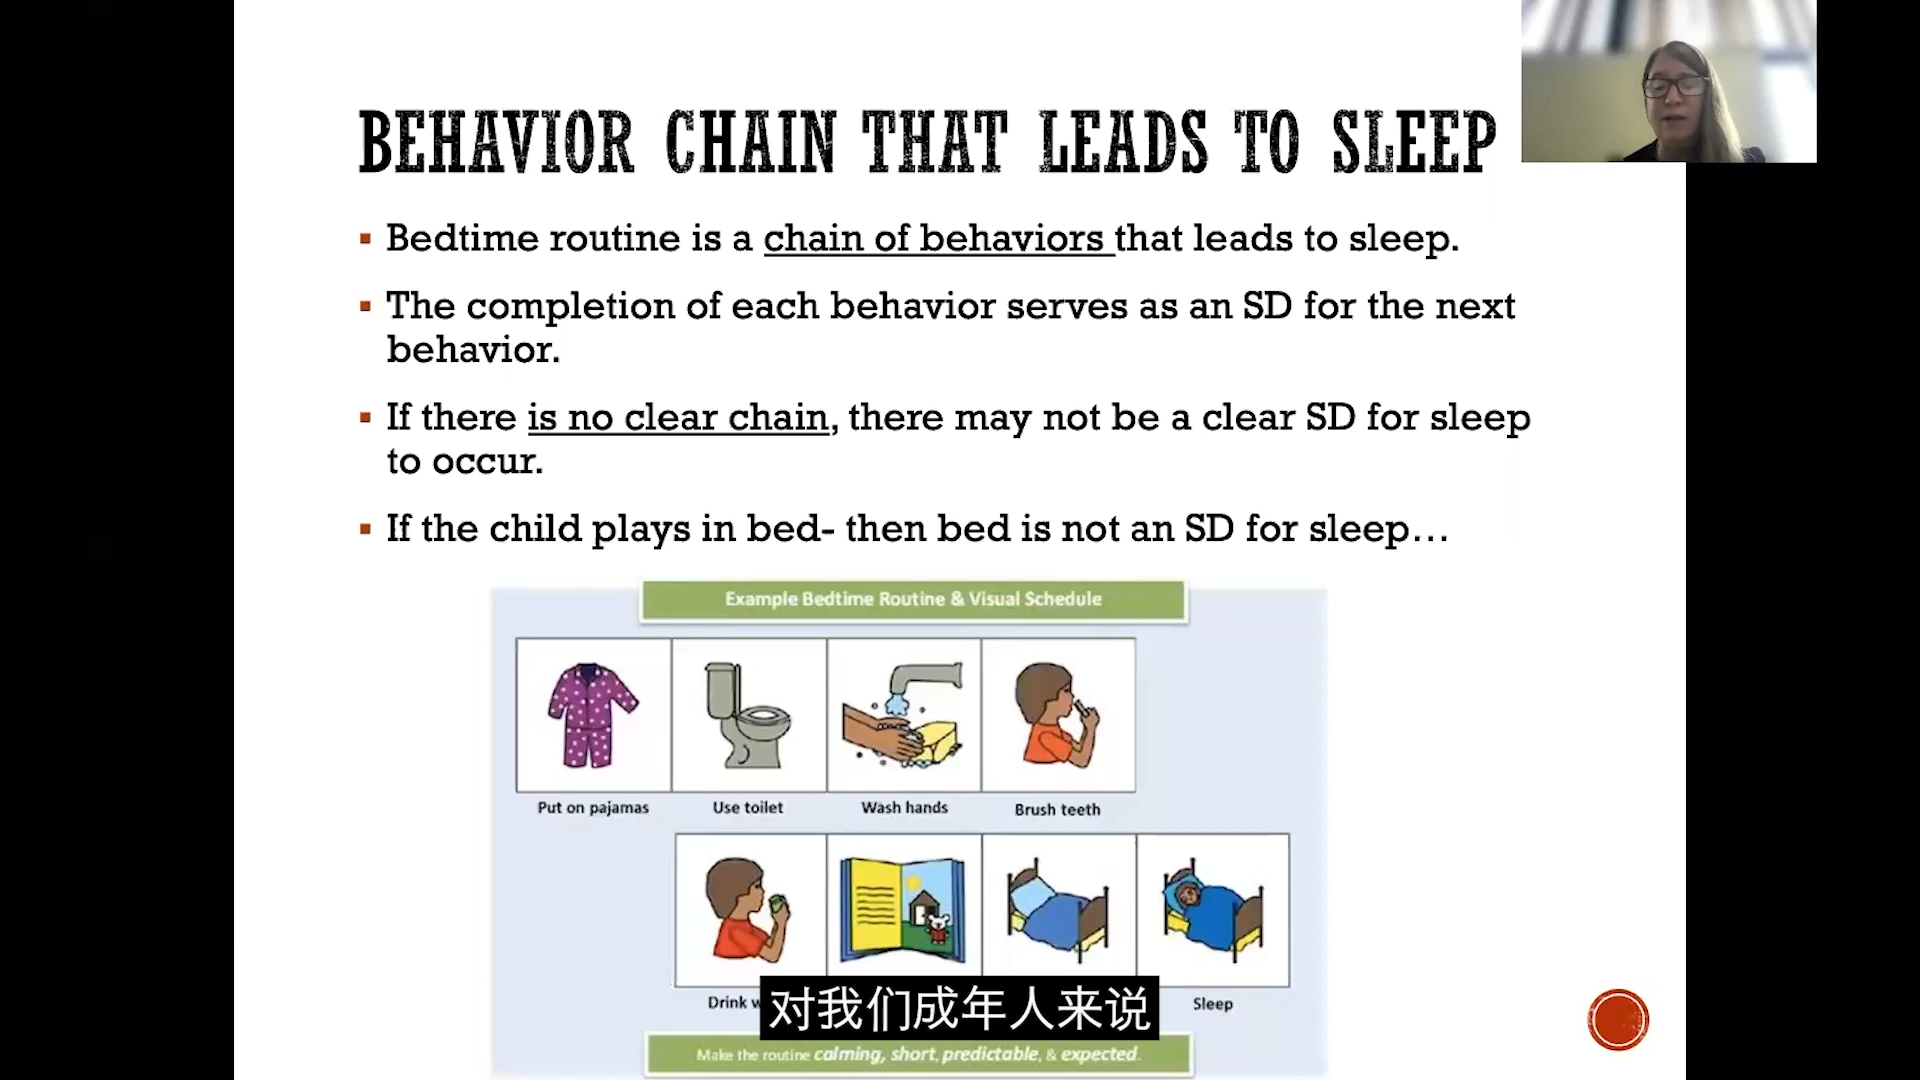 BEHAVIOR CHAIN THAT LEADS TO SLEEP
Bedtime routine is a chain of behaviors that leads to sleep.
The completion of each behavior serves as an SD for the next
behavior.
If there is no clear chain, there may not be a clear SD for sleep
to occur.
If the child plays in bed- then bed is not an SD for sleep...
Example Bedtime Routine & Visual Schedule
Put on pajamas
Use toilet
Wash hands
Brush teeth
Drink
Sleep
对我们成年人来说
Make the routine calming, short, predictable, & expected.